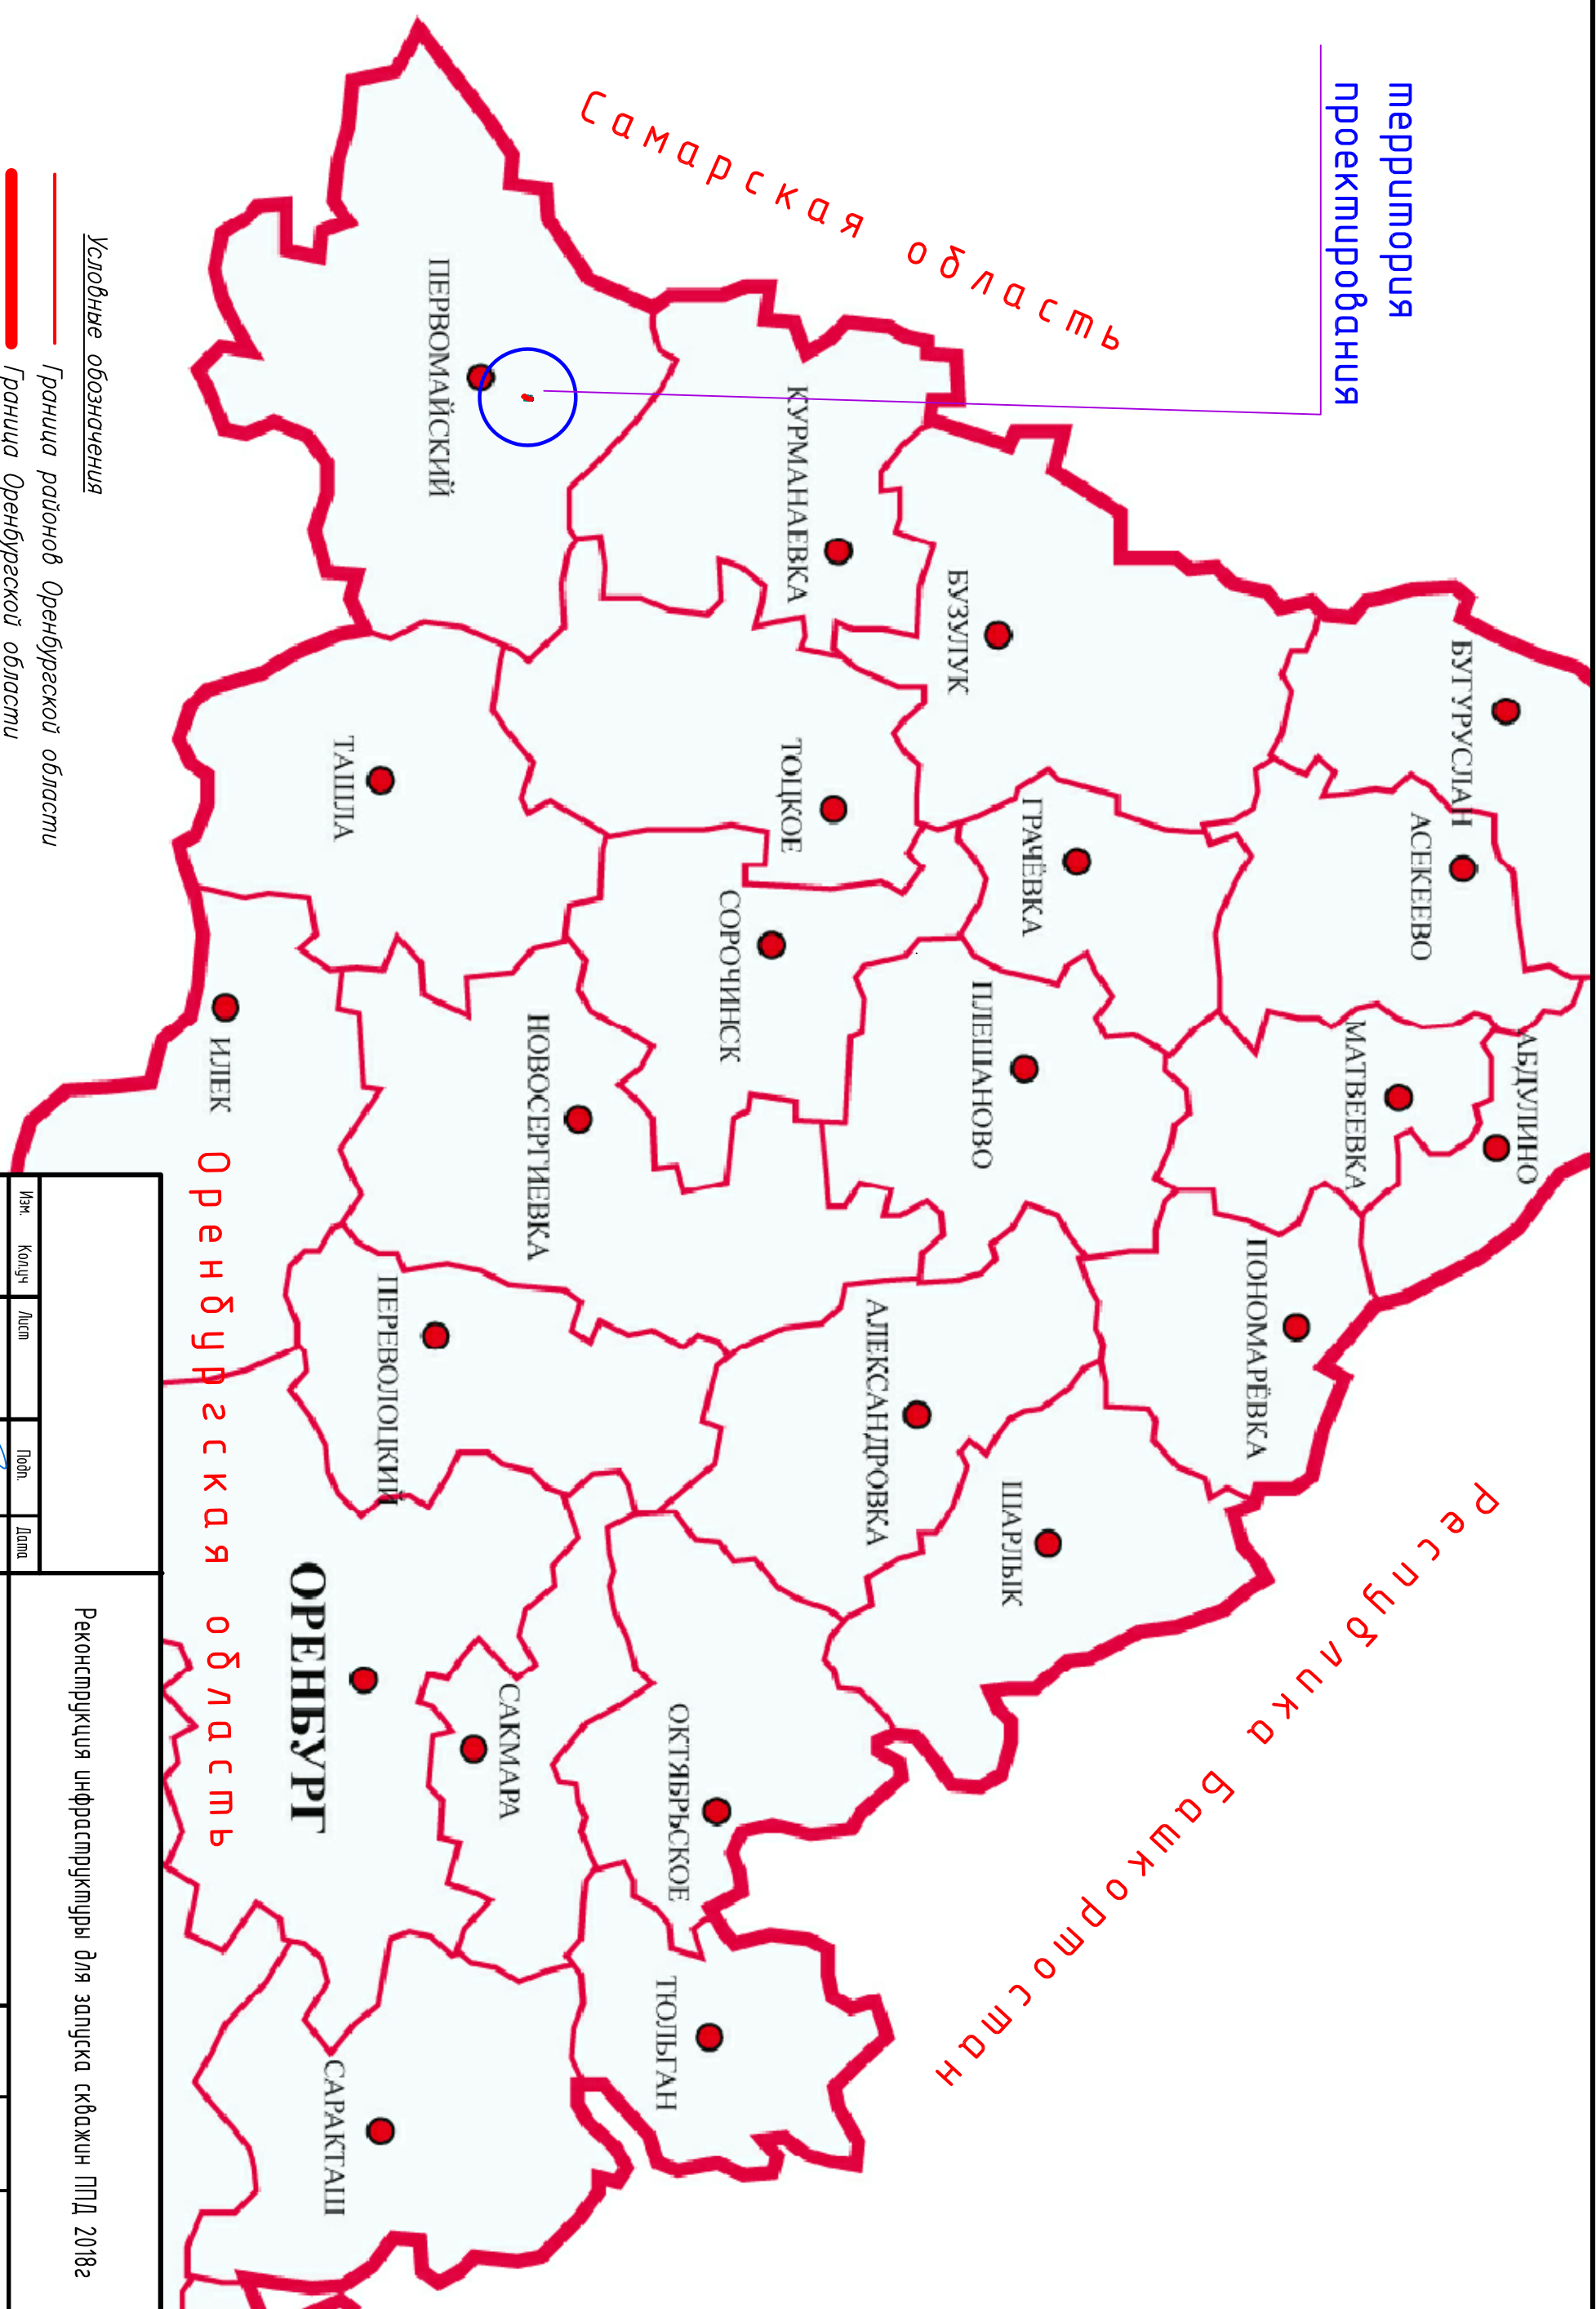 территория
проектирования
Самарская область
Республика Башкортостан
БУГУРУСЛАН
АСЕКЕЕВО
АБДУЛИНО
МАТВЕЕВКА
ПОНОМАРЁВКА
БУЗУЛУК
ГРАЧЁВКА
ПЛЕШАНОВО
ШАРЛЫК
КУРМАНАЕВКА
ТОЦКОЕ
СОРОЧИНСК
АЛЕКСАНДРОВКА
ОКТЯБРЬСКОЕ
ТЮЛЬГАН
НОВОСЕРГИЕВКА
САКМАРА
ПЕРВОМАЙСКИЙ
ТАШЛА
ПЕРЕВОЛОЦКИЙ
ОРЕНБУРГ
САРАКТАШ
ИЛЕК
Оренбургская область
Условные обозначения
Граница районов Оренбургской области
Граница Оренбургской области
Реконструкция инфраструктуры для запуска скважин ППД 2018г
Изм. Кол.уч Лист Подп. Дата